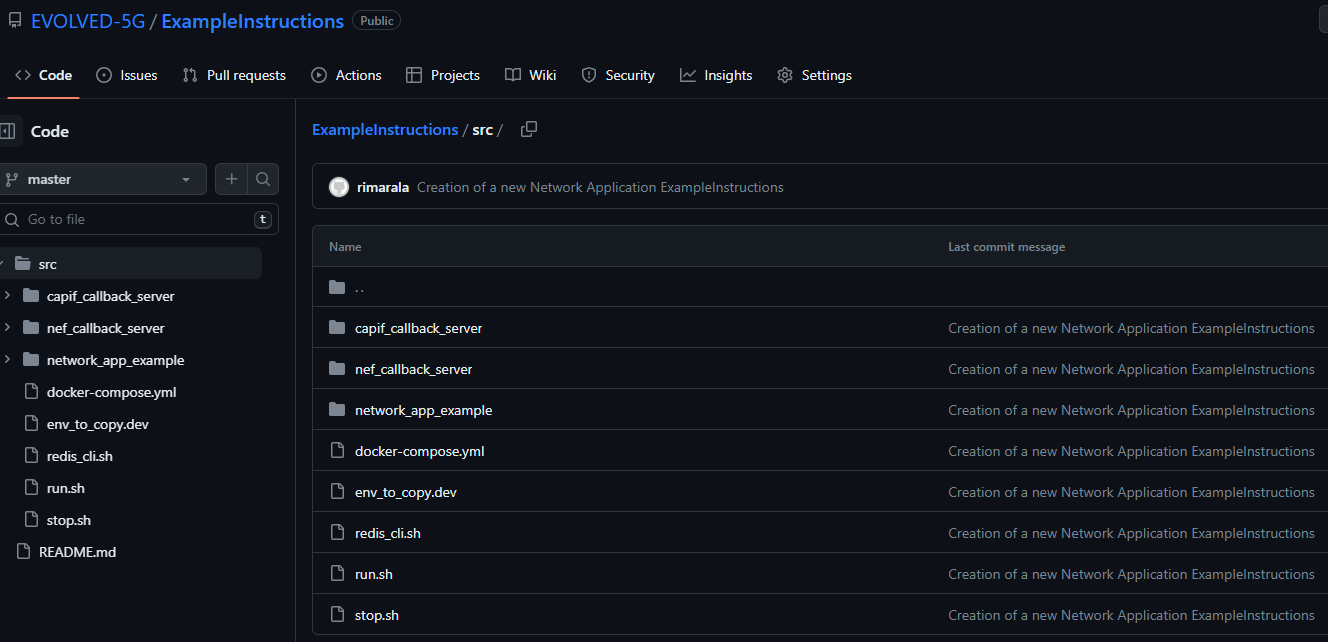 EVOLVED-5G / ExampleInstructions Public
Code Issues Pull requests Actions Projects Wiki Security Insights Settings
Code
master
Go to file t
src
capif_callback_server
nef_callback_server
network_app_example
docker-compose.yml
env_to_copy.dev
redis_cli.sh
run.sh
stop.sh
README.md
ExampleInstructions / src /
rimarala Creation of a new Network Application ExampleInstructions
Name Last commit message
..
capif_callback_server Creation of a new Network Application ExampleInstructions
nef_callback_server Creation of a new Network Application ExampleInstructions
network_app_example Creation of a new Network Application ExampleInstructions
docker-compose.yml Creation of a new Network Application ExampleInstructions
env_to_copy.dev Creation of a new Network Application ExampleInstructions
redis_cli.sh Creation of a new Network Application ExampleInstructions
run.sh Creation of a new Network Application ExampleInstructions
stop.sh Creation of a new Network Application ExampleInstructions